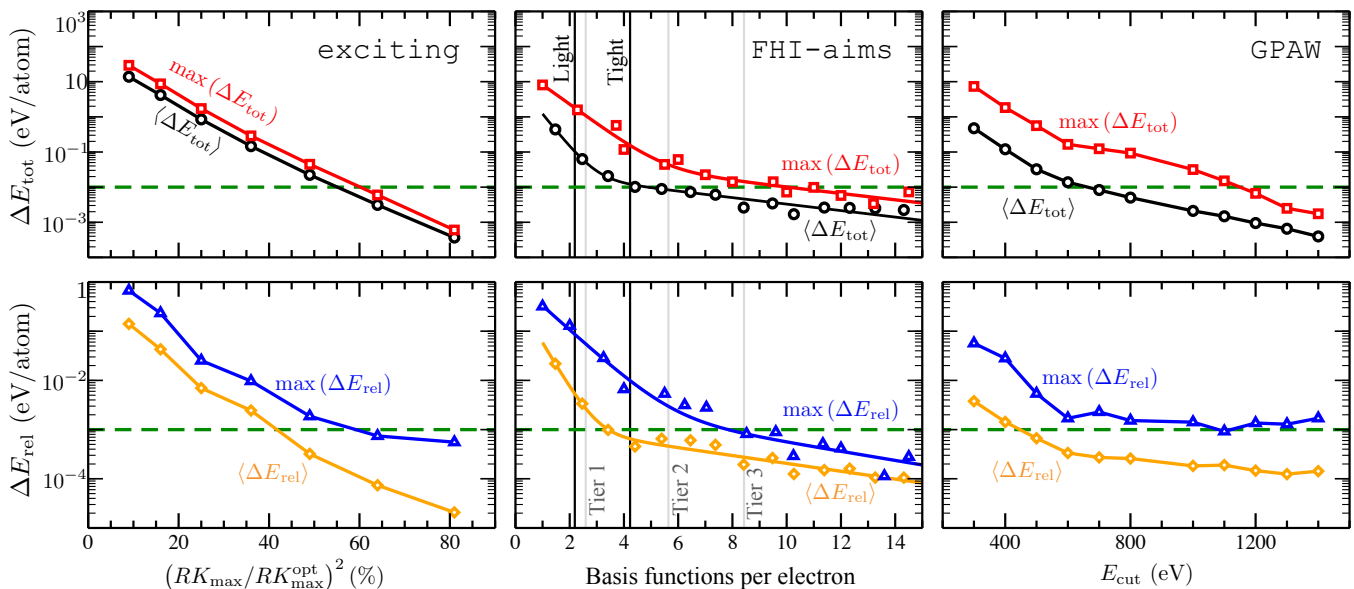 10³
10
10⁻¹
10⁻³
ΔE_tot (eV/atom)
exciting
max (ΔE_tot)
⟨ΔE_tot⟩
Light
Tight
FHI-aims
max (ΔE_tot)
⟨ΔE_tot⟩
GPAW
max (ΔE_tot)
⟨ΔE_tot⟩
1
10⁻²
10⁻⁴
ΔE_rel (eV/atom)
max (ΔE_rel)
⟨ΔE_rel⟩
max (ΔE_rel)
⟨ΔE_rel⟩
Tier 1
Tier 2
Tier 3
max (ΔE_rel)
⟨ΔE_rel⟩
0 20 40 60 80
0 2 4 6 8 10 12 14
400 800 1200
(RK_max/RK_max^opt)² (%)
Basis functions per electron
E_cut (eV)